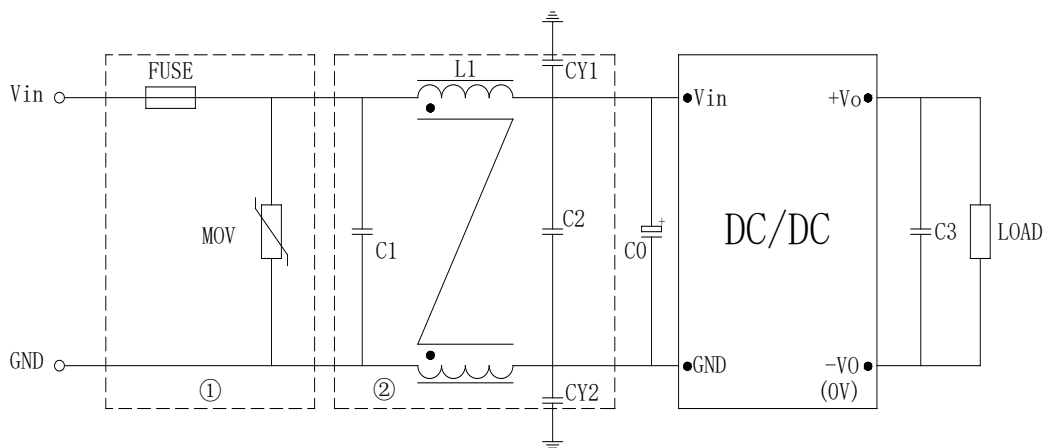 FUSE
L1
CY1
Vin
Vin
+Vo
MOV
C1
C2
C0
+
DC/DC
C3
LOAD
GND
GND
-VO
(0V)
①
②
CY2